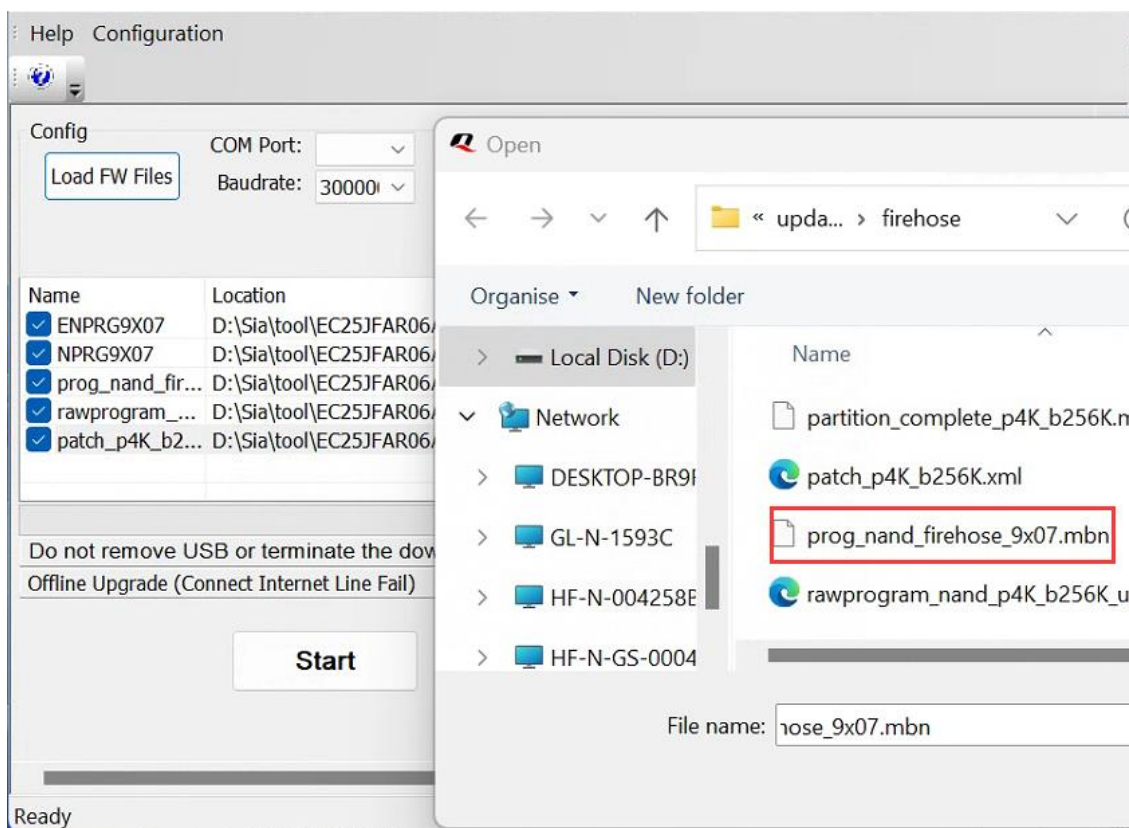 Help Configuration
Config
Load FW Files
COM Port:
Baudrate: 30000
Name Location
ENPRG9X07 D:\Sia\tool\EC25JFAR06
NPRG9X07 D:\Sia\tool\EC25JFAR06
prog_nand_fir... D:\Sia\tool\EC25JFAR06
rawprogram_... D:\Sia\tool\EC25JFAR06
patch_p4K_b2... D:\Sia\tool\EC25JFAR06
Do not remove USB or terminate the dow
Offline Upgrade (Connect Internet Line Fail)
Start
Ready
Open
« upda... › firehose
Organise New folder
Local Disk (D:)
Network
DESKTOP-BR9
GL-N-1593C
HF-N-004258
HF-N-GS-0004
Name
partition_complete_p4K_b256K.m
patch_p4K_b256K.xml
prog_nand_firehose_9x07.mbn
rawprogram_nand_p4K_b256K_u
File name: hose_9x07.mbn